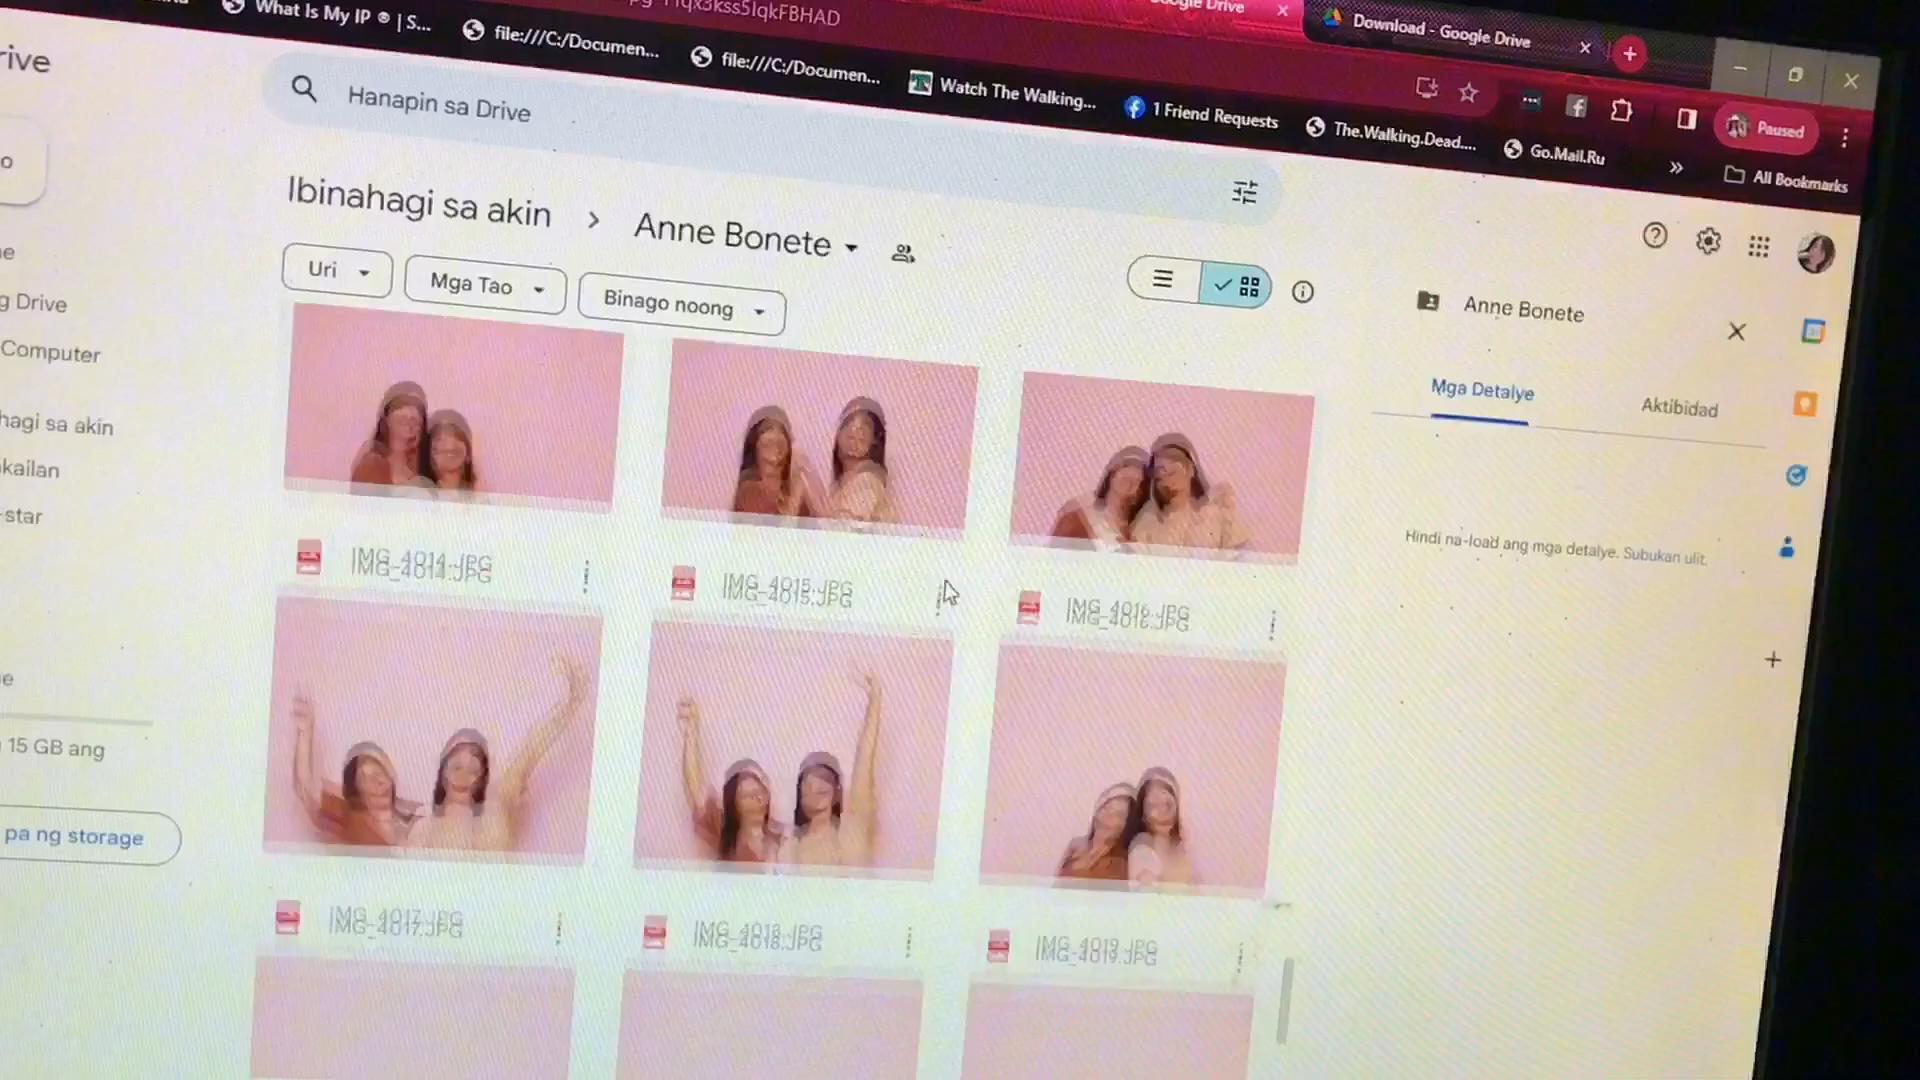 Download - Google Drive
What Is My IP ® | S...
file:///C:/Documen...
file:///C:/Documen...
Watch The Walking...
1 Friend Requests
The.Walking.Dead....
Go.Mail.Ru
Paused
All Bookmarks
Hanapin sa Drive
Ibinahagi sa akin > Anne Bonete
Uri
Mga Tao
Binago noong
Anne Bonete
Mga Detalye
Aktibidad
Hindi na-load ang mga detalye. Subukan ulit.
g Drive
Computer
hagi sa akin
kailan
-star
15 GB ang
pa ng storage
IMG_4014.JPG
IMG_4015.JPG
IMG_4016.JPG
IMG_4017.JPG
IMG_4018.JPG
IMG_4019.JPG